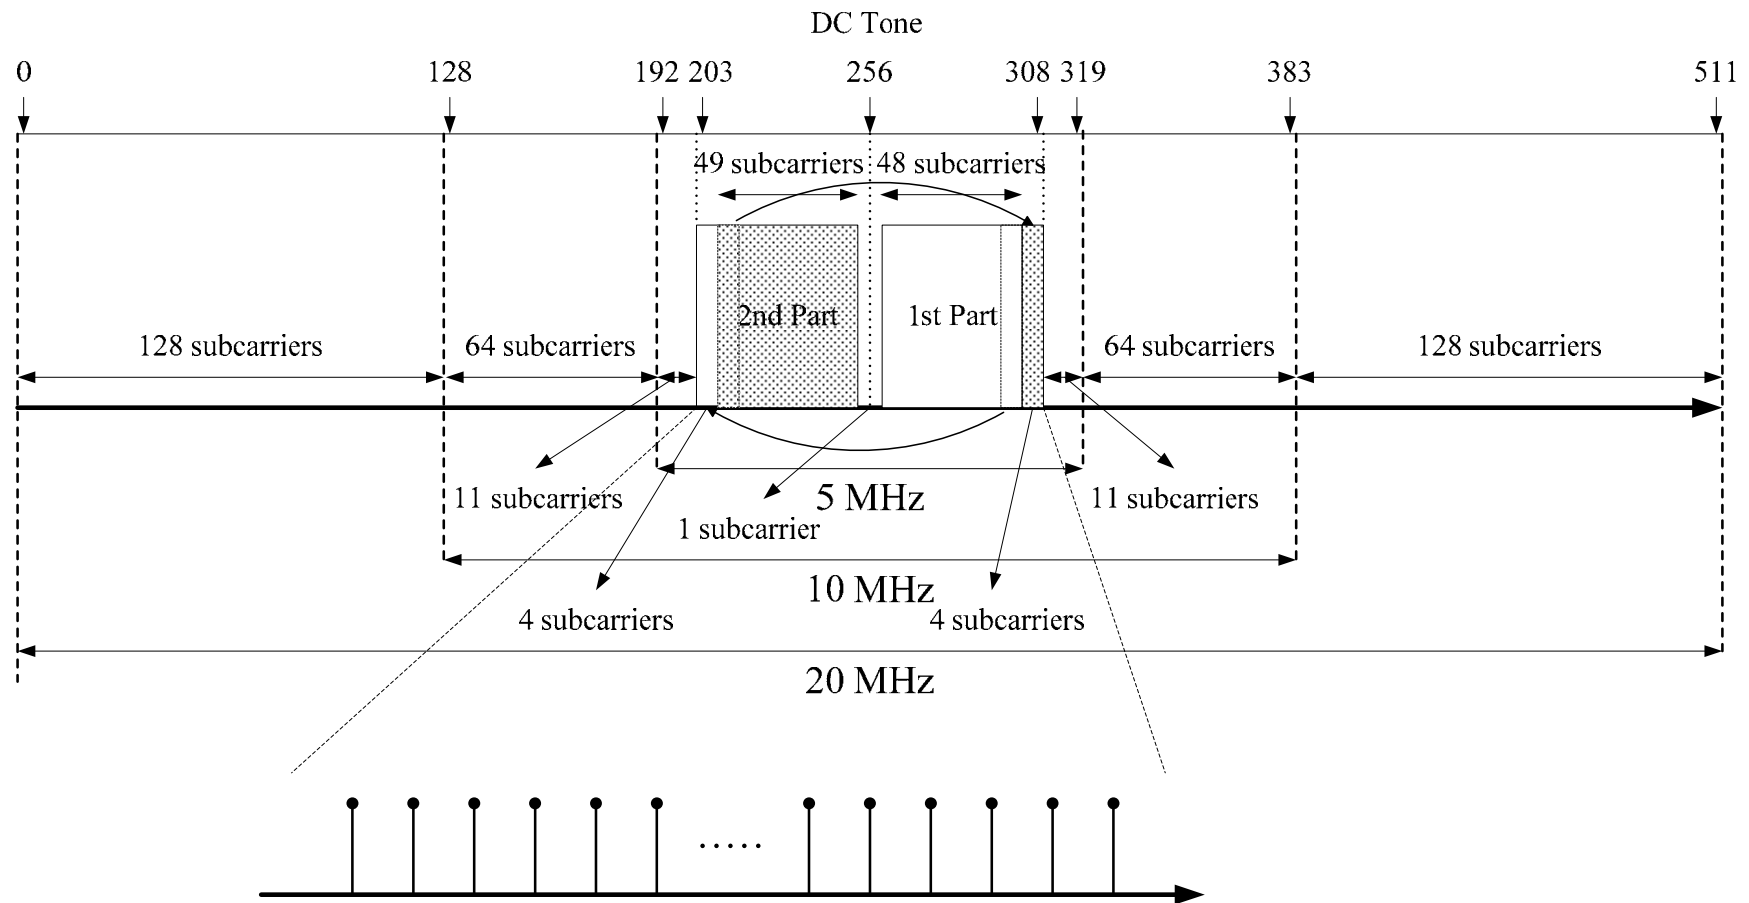 DC Tone
0 128 192 203 256 308 319 383 511
49 subcarriers 48 subcarriers
2nd Part 1st Part
128 subcarriers 64 subcarriers 64 subcarriers 128 subcarriers
11 subcarriers 5 MHz 11 subcarriers
1 subcarrier
10 MHz
4 subcarriers 4 subcarriers
20 MHz
.....